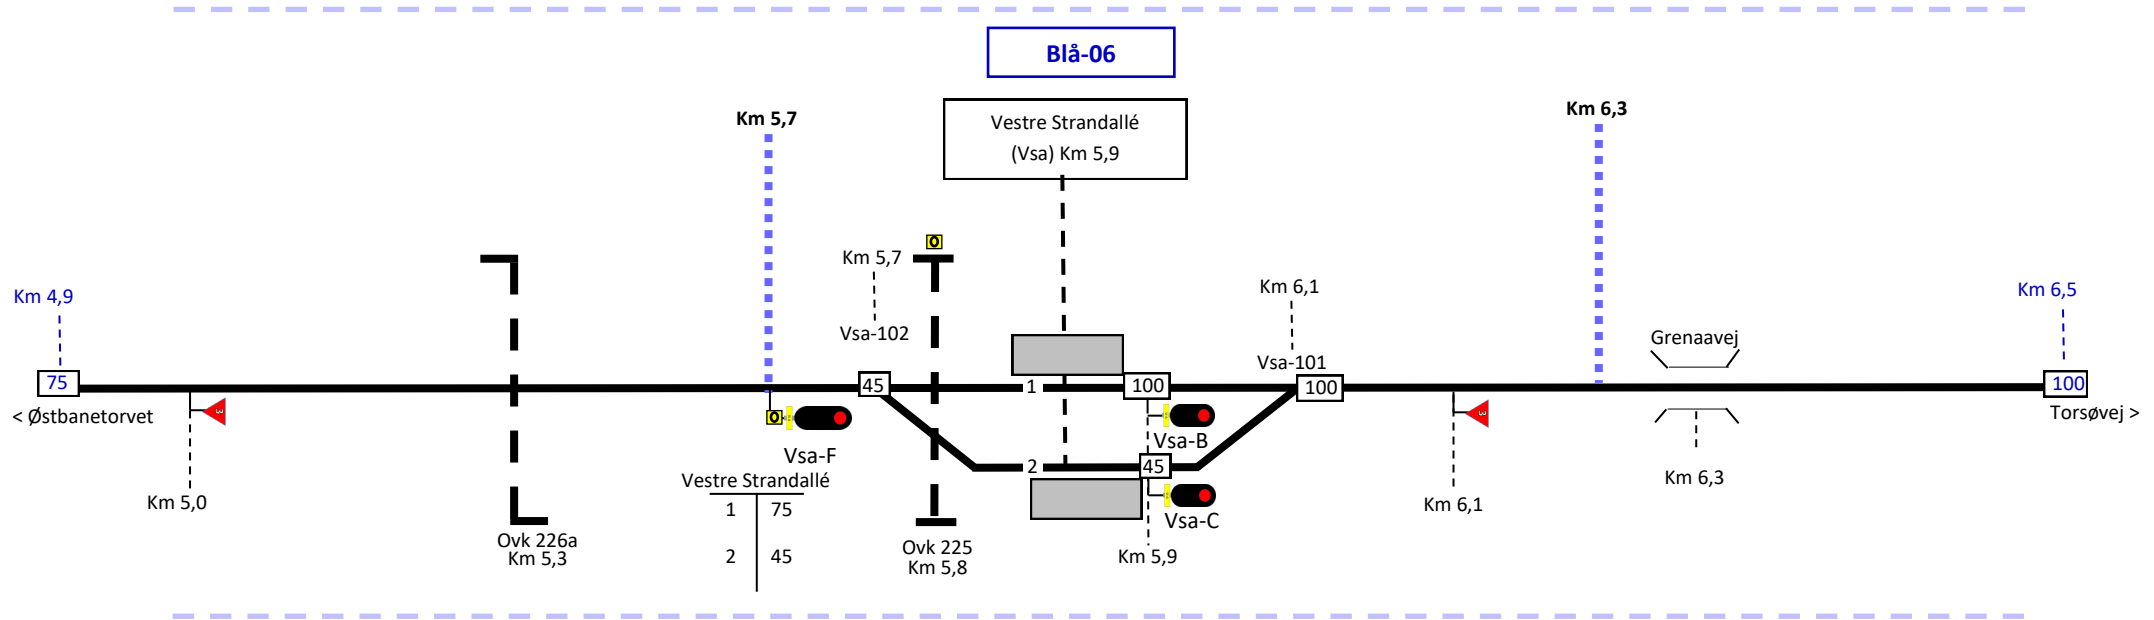 Blå-06
Vestre Strandallé
(Vsa) Km 5,9
Km 5,7
Km 6,3
O
Km 5,7
Km 4,9
Km 6,1
Km 6,5
Vsa-102
Grenaavej
Vsa-101
75
45
1
100
100
100
< Østbanetorvet
3
O
Vsa-F
Vsa-B
3
Torsøvej >
2
45
Vestre Strandallé
1 75
2 45
Km 5,0
Ovk 226a
Km 5,3
Ovk 225
Km 5,8
Vsa-C
Km 5,9
Km 6,1
Km 6,3